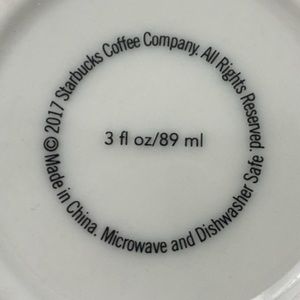 © 2017 Starbucks Coffee Company. All Rights Reserved. Microwave and Dishwasher Safe Made in China.
3 fl oz/89 ml